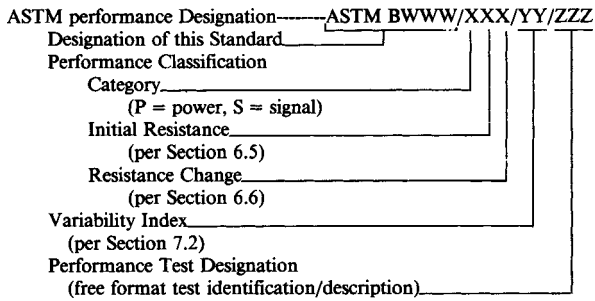 ASTM performance Designation--------ASTM BWWW/XXX/YY/ZZZ
Designation of this Standard
Performance Classification
Category
(P = power, S = signal)
Initial Resistance
(per Section 6.5)
Resistance Change
(per Section 6.6)
Variability Index
(per Section 7.2)
Performance Test Designation
(free format test identification/description)